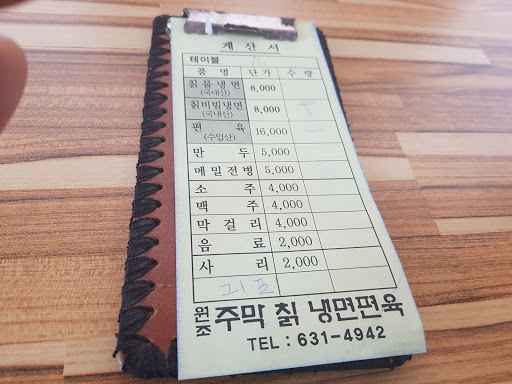 계산서
테이블
품명 단가 수량
칡물냉면 (국내산) 8,000
칡비빔냉면 (국내산) 8,000 T
편육 (수입산) 16,000 一
만두 5,000
메밀전병 5,000
소주 4,000
맥주 4,000
막걸리 4,000
음료 2,000
사리 2,000
원조 주막 칡 냉면편육
TEL : 631-4942